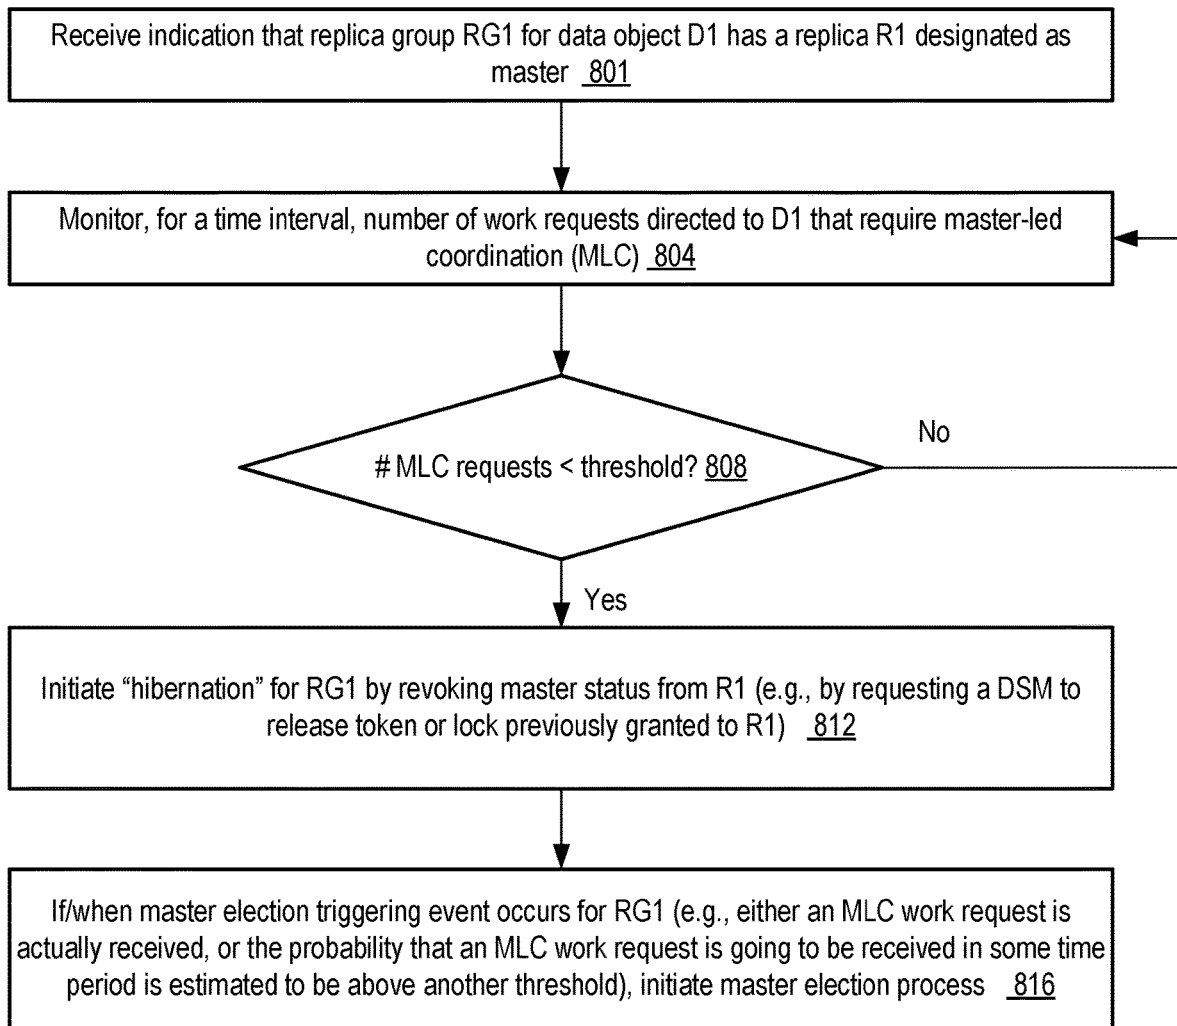 Receive indication that replica group RG1 for data object D1 has a replica R1 designated as
master 801
Monitor, for a time interval, number of work requests directed to D1 that require master-led
coordination (MLC) 804
No
# MLC requests < threshold? 808
Yes
Initiate “hibernation” for RG1 by revoking master status from R1 (e.g., by requesting a DSM to
release token or lock previously granted to R1) 812
If/when master election triggering event occurs for RG1 (e.g., either an MLC work request is
actually received, or the probability that an MLC work request is going to be received in some time
period is estimated to be above another threshold), initiate master election process 816